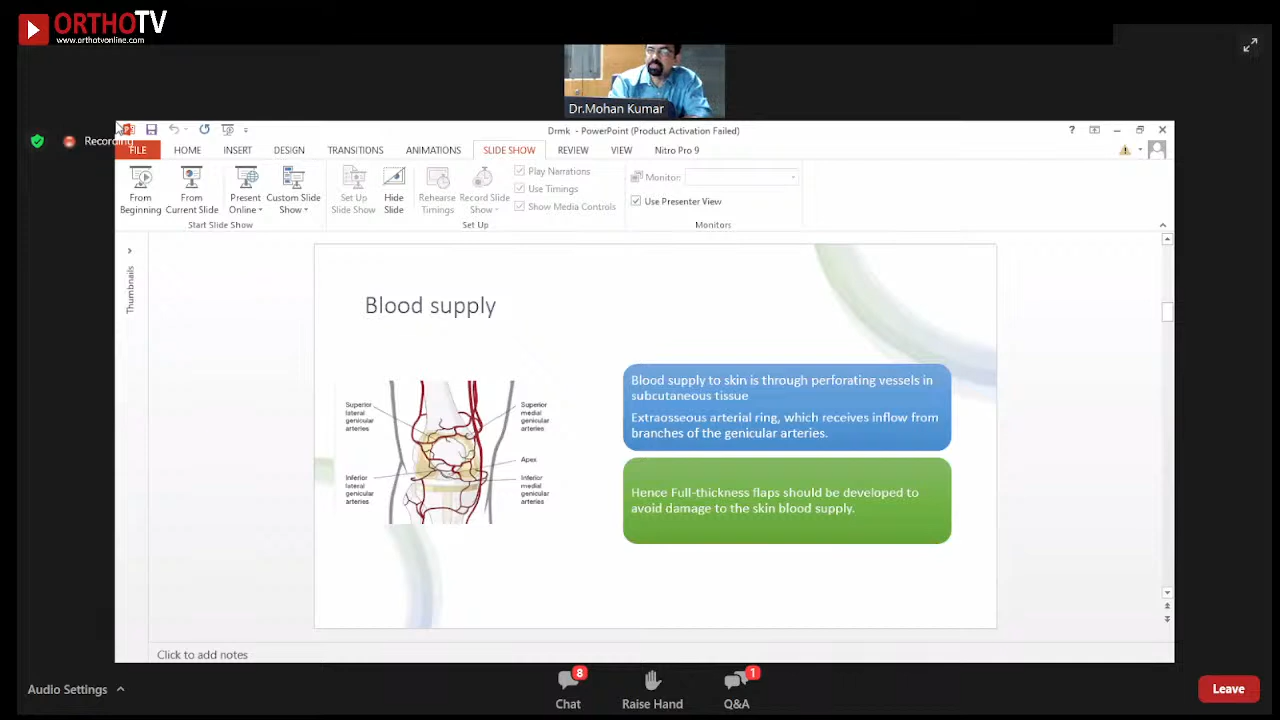 ORTHOTV
www.orthotvonline.com
Dr.Mohan Kumar
Recording
Drmk - PowerPoint (Product Activation Failed)
FILE HOME INSERT DESIGN TRANSITIONS ANIMATIONS SLIDE SHOW REVIEW VIEW Nitro Pro 9
From Beginning
From Current Slide
Present Online
Custom Slide Show
Set Up Slide Show
Hide Slide
Rehearse Timings
Record Slide Show
Play Narrations
Use Timings
Show Media Controls
Monitor:
Use Presenter View
Start Slide Show
Set Up
Monitors
Thumbnails
Blood supply
Superior
lateral
genicular
arteries
Superior
medial
genicular
arteries
Apex
Inferior
lateral
genicular
arteries
Inferior
medial
genicular
arteries
Blood supply to skin is through perforating vessels in
subcutaneous tissue
Extraosseous arterial ring, which receives inflow from
branches of the genicular arteries.
Hence Full-thickness flaps should be developed to
avoid damage to the skin blood supply.
Click to add notes
Audio Settings
8
Chat
Raise Hand
1
Q&A
Leave